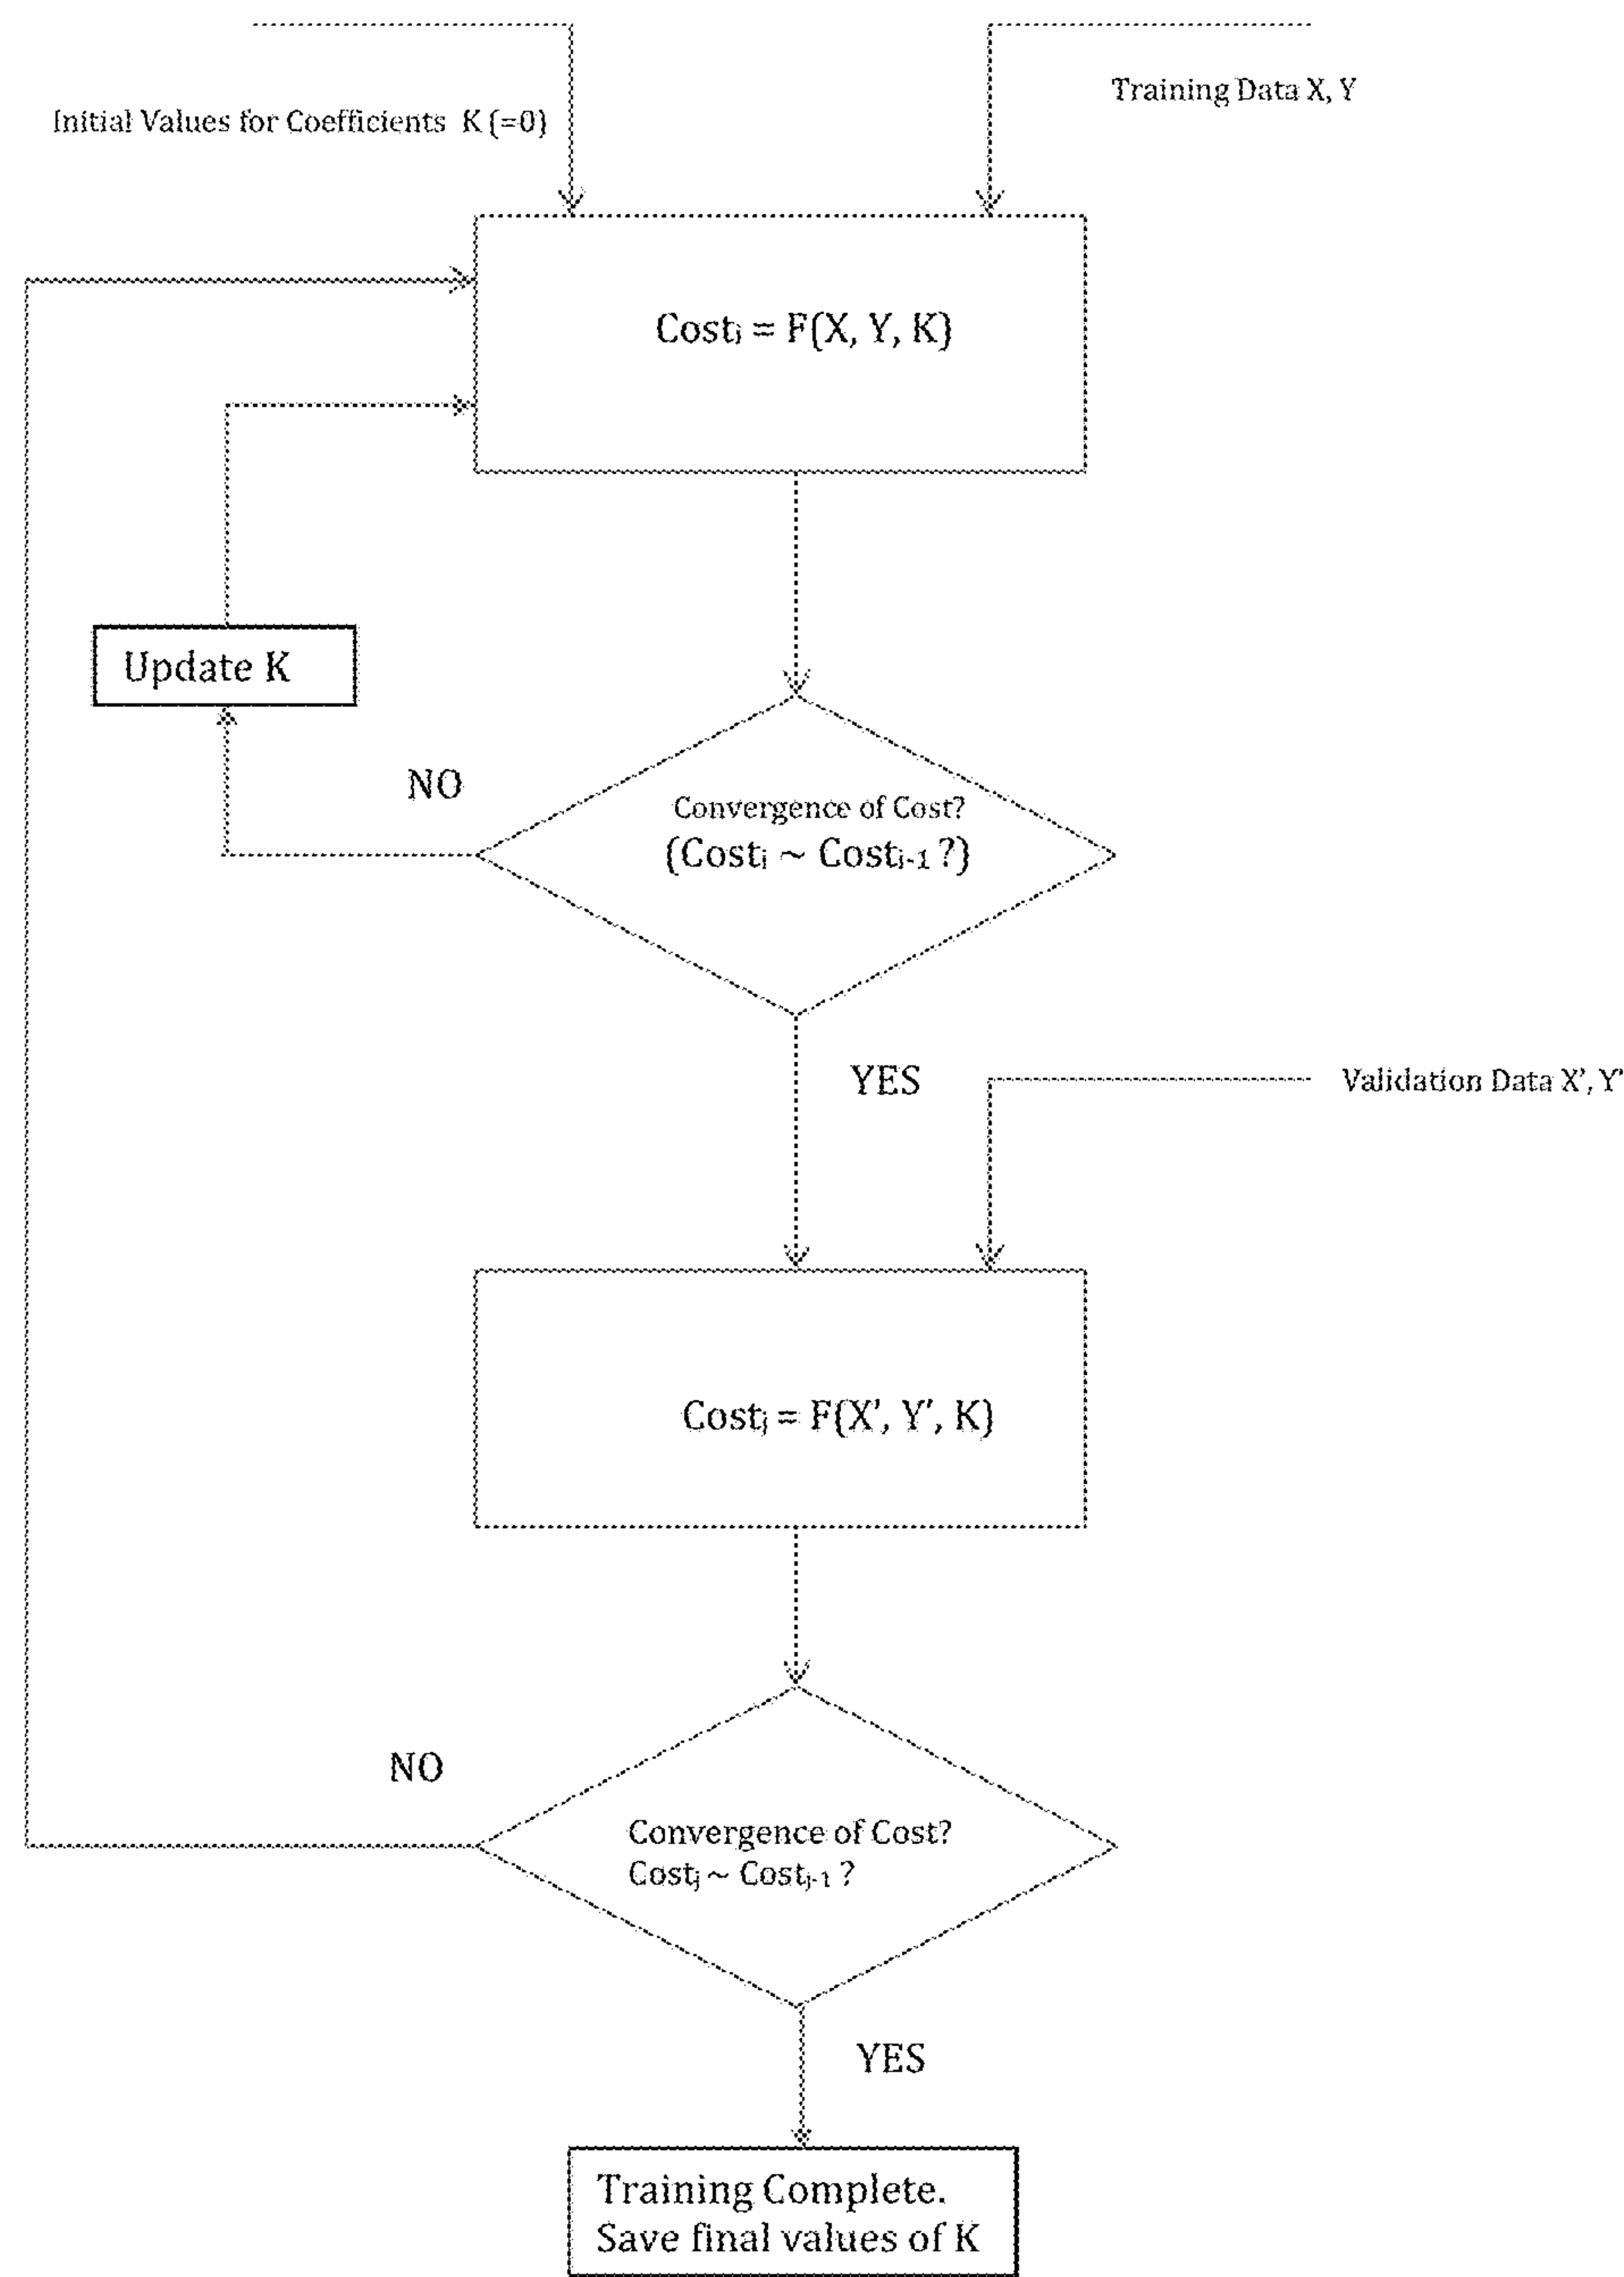 Training Data X, Y
Initial Values for Coefficients K (=0)
Costᵢ = F(X, Y, K)
Update K
NO
Convergence of Cost?
(Costᵢ ~ Costᵢ₋₁ ?)
YES
Validation Data X’, Y’
Costⱼ = F(X’, Y’, K)
NO
Convergence of Cost?
Costⱼ ~ Costⱼ₋₁ ?
YES
Training Complete.
Save final values of K